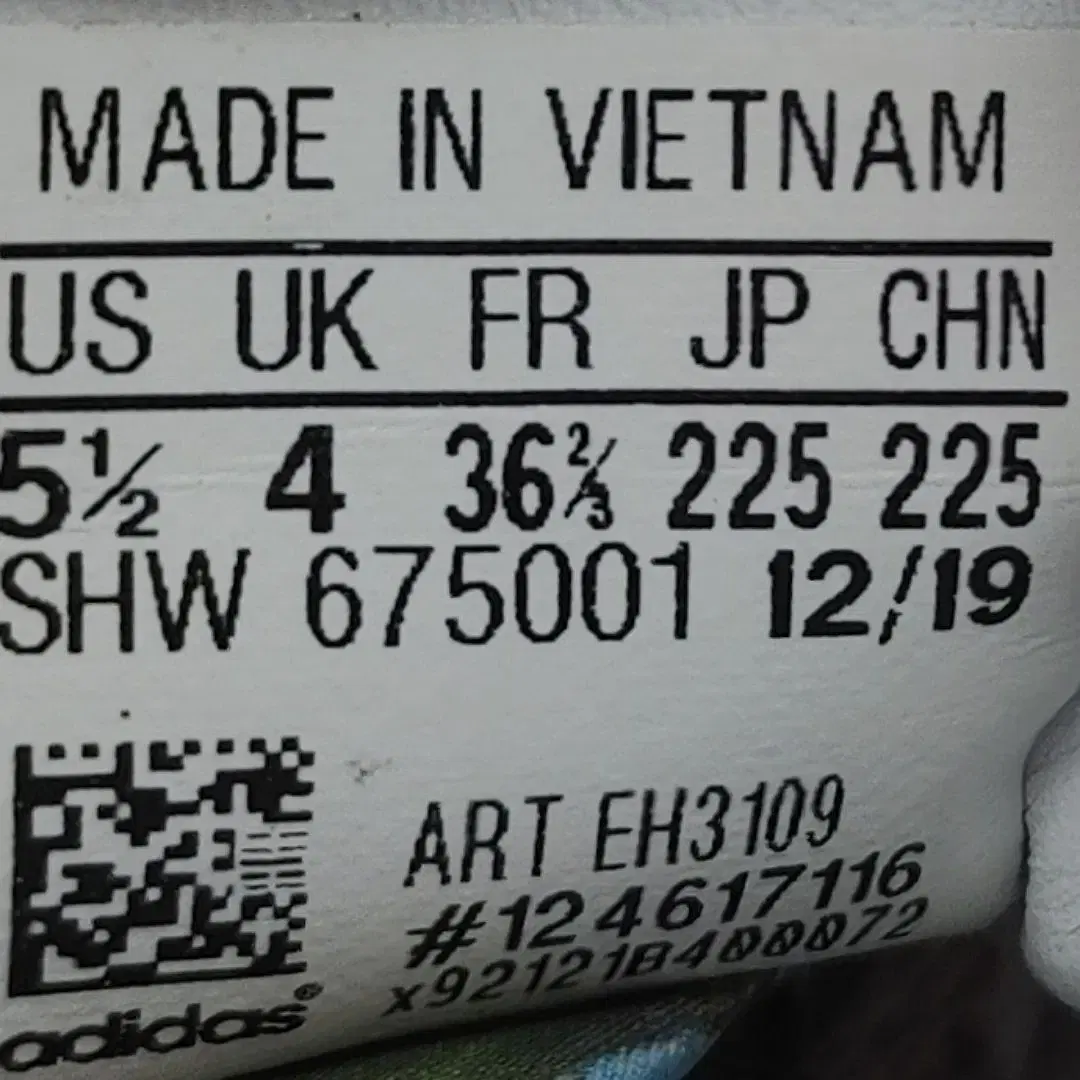 MADE IN VIETNAM
US UK FR JP CHN
5½ 4 36⅔ 225 225
SHW 675001 12/19
ART EH3109
#124617116
x92121B4000072
adidas®